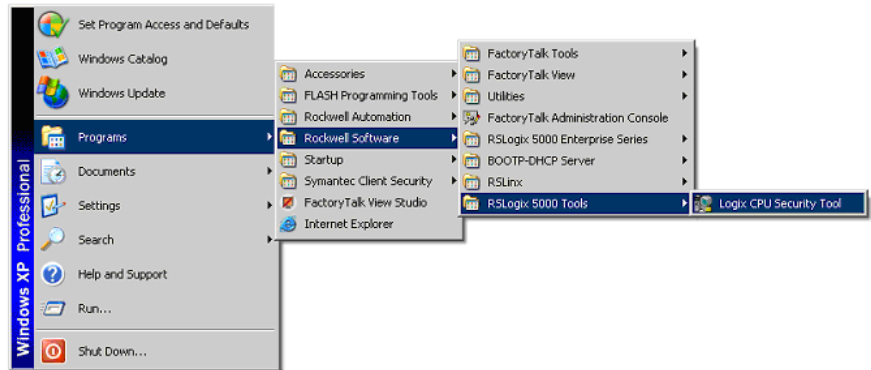 Set Program Access and Defaults
Windows Catalog
Windows Update
Programs
Documents
Settings
Search
Help and Support
Run...
Shut Down...
Windows XP Professional
Accessories
FLASH Programming Tools
Rockwell Automation
Rockwell Software
Startup
Symantec Client Security
FactoryTalk View Studio
Internet Explorer
FactoryTalk Tools
FactoryTalk View
Utilities
FactoryTalk Administration Console
RSLogix 5000 Enterprise Series
BOOTP-DHCP Server
RSLinx
RSLogix 5000 Tools
Logix CPU Security Tool